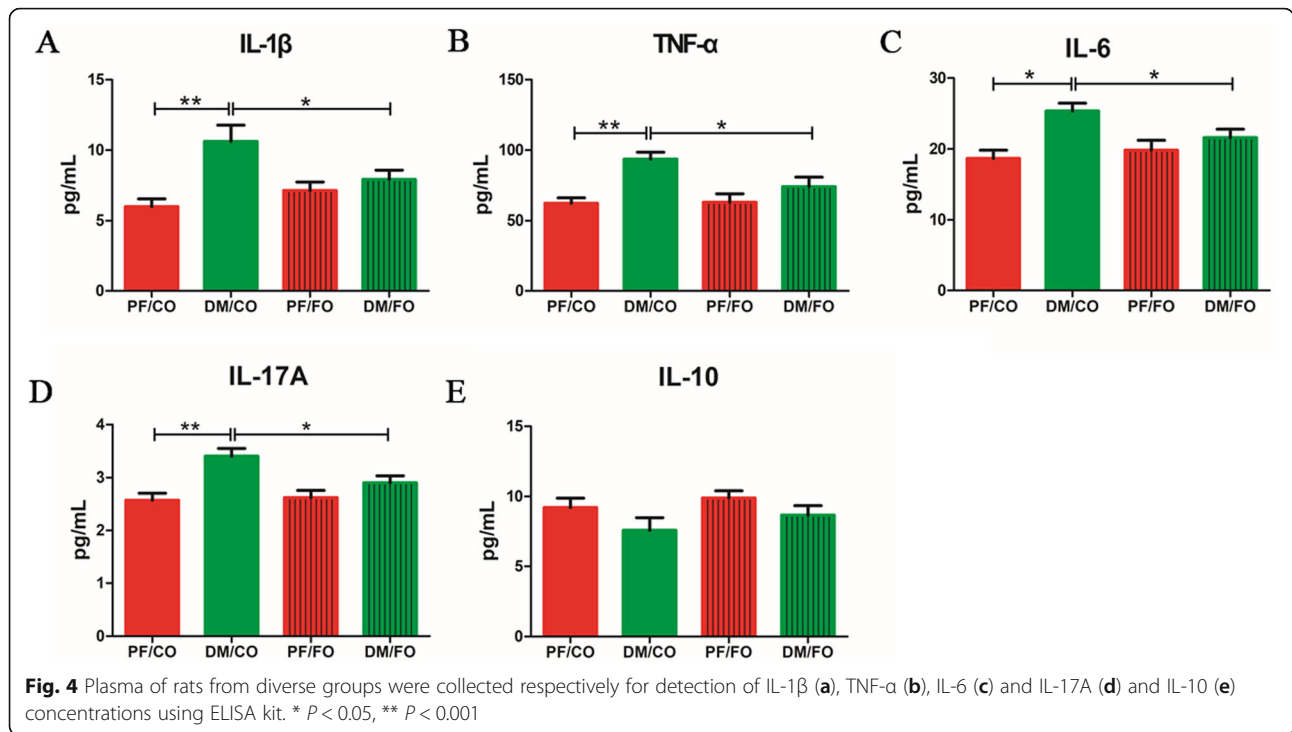 A
IL-1β
pg/mL
15
10
5
0
**
*
PF/CO DM/CO PF/FO DM/FO
B
TNF-α
pg/mL
150
100
50
0
**
*
PF/CO DM/CO PF/FO DM/FO
C
IL-6
pg/mL
30
20
10
0
*
*
PF/CO DM/CO PF/FO DM/FO
D
IL-17A
pg/mL
4
3
2
1
0
**
*
PF/CO DM/CO PF/FO DM/FO
E
IL-10
pg/mL
15
10
5
0
PF/CO DM/CO PF/FO DM/FO
Fig. 4 Plasma of rats from diverse groups were collected respectively for detection of IL-1β (a), TNF-α (b), IL-6 (c) and IL-17A (d) and IL-10 (e)
concentrations using ELISA kit. * P < 0.05, ** P < 0.001